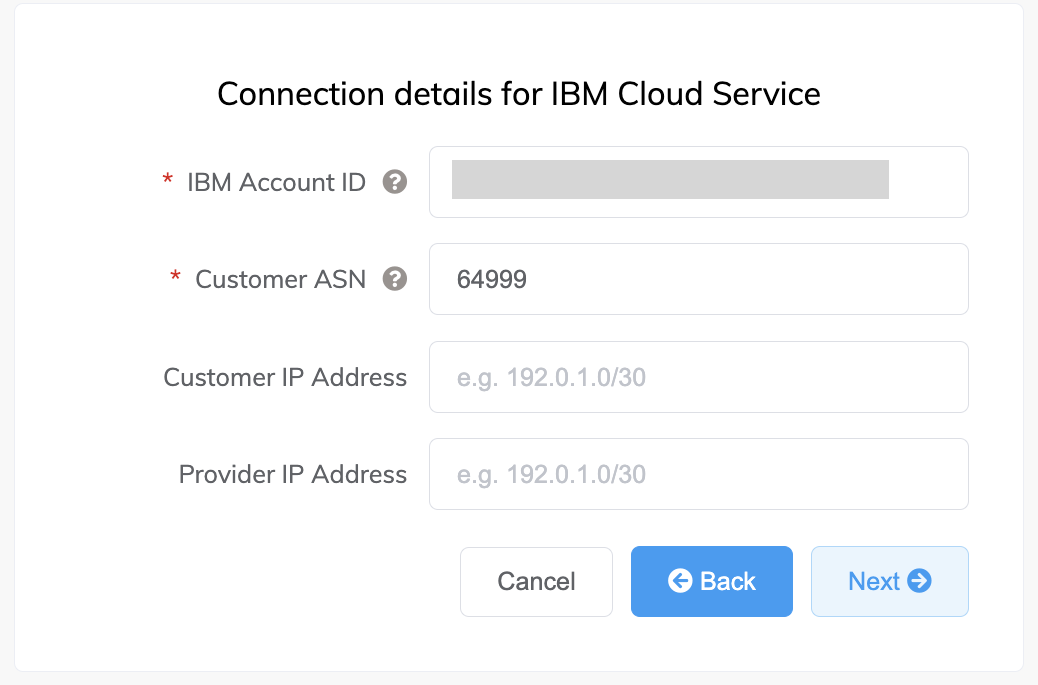 Connection details for IBM Cloud Service
* IBM Account ID ?
* Customer ASN ? 64999
Customer IP Address e.g. 192.0.1.0/30
Provider IP Address e.g. 192.0.1.0/30
Cancel Back Next